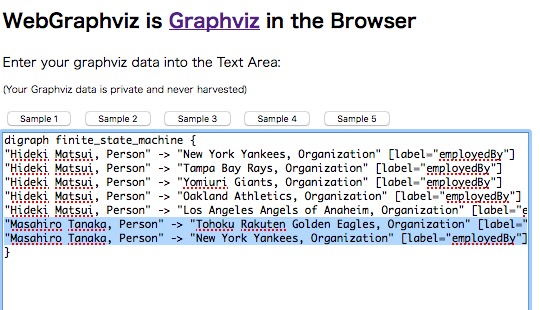 WebGraphviz is Graphviz in the Browser
Enter your graphviz data into the Text Area:
(Your Graphviz data is private and never harvested)
Sample 1 Sample 2 Sample 3 Sample 4 Sample 5
digraph finite_state_machine {
"Hideki Matsui, Person" -> "New York Yankees, Organization" [label="employedBy"]
"Hideki Matsui, Person" -> "Tampa Bay Rays, Organization" [label="employedBy"]
"Hideki Matsui, Person" -> "Yomiuri Giants, Organization" [label="employedBy"]
"Hideki Matsui, Person" -> "Oakland Athletics, Organization" [label="employedBy"]
"Hideki Matsui, Person" -> "Los Angeles Angels of Anaheim, Organization" [label="e
"Masahiro Tanaka, Person" -> "Tohoku Rakuten Golden Eagles, Organization" [label="
"Masahiro Tanaka, Person" -> "New York Yankees, Organization" [label="employedBy"]
}